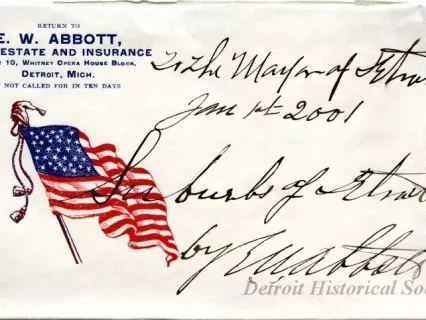 RETURN TO
E. W. ABBOTT,
ESTATE AND INSURANCE
10, WHITNEY OPERA HOUSE BLOCK,
DETROIT, MICH.
NOT CALLED FOR IN TEN DAYS
To the Mayor of Detroit
Jan 1st 2001
Suburbs of Detroit
by E W Abbott
Detroit Historical Soc